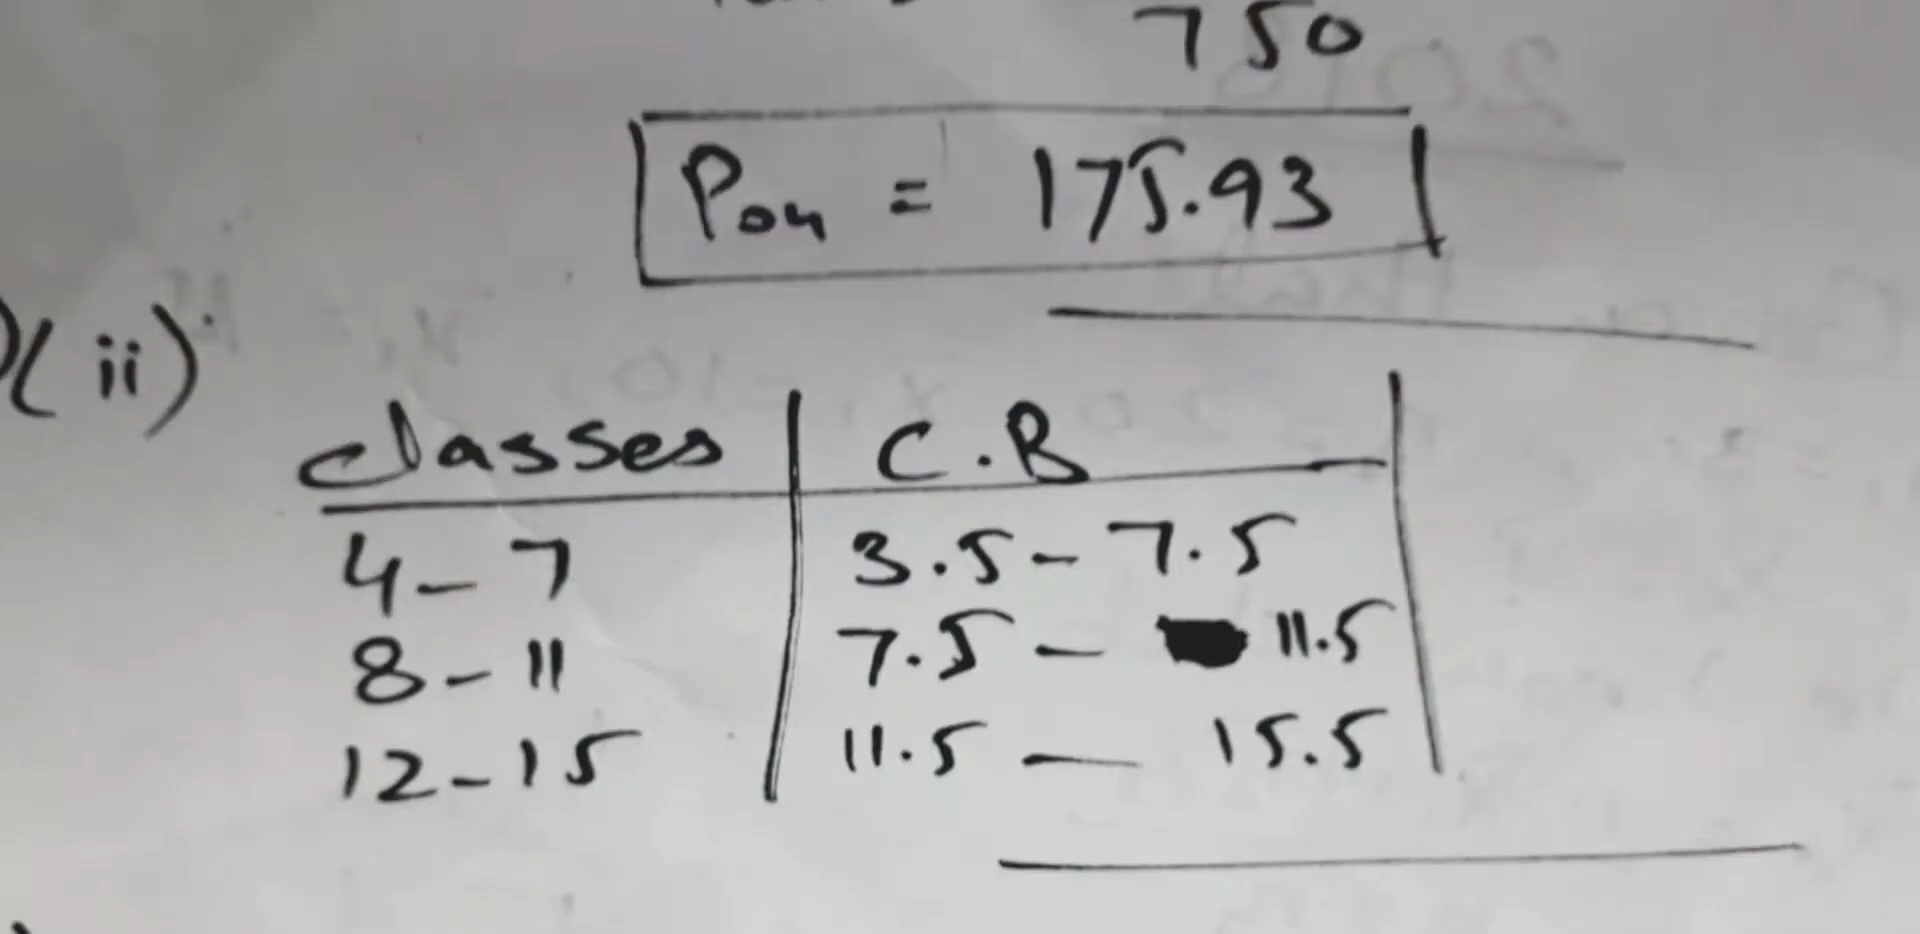 750
Pon = 175.93
(ii)
classes | C.B
4-7 | 3.5-7.5
8-11 | 7.5- 11.5
12-15 | 11.5-15.5